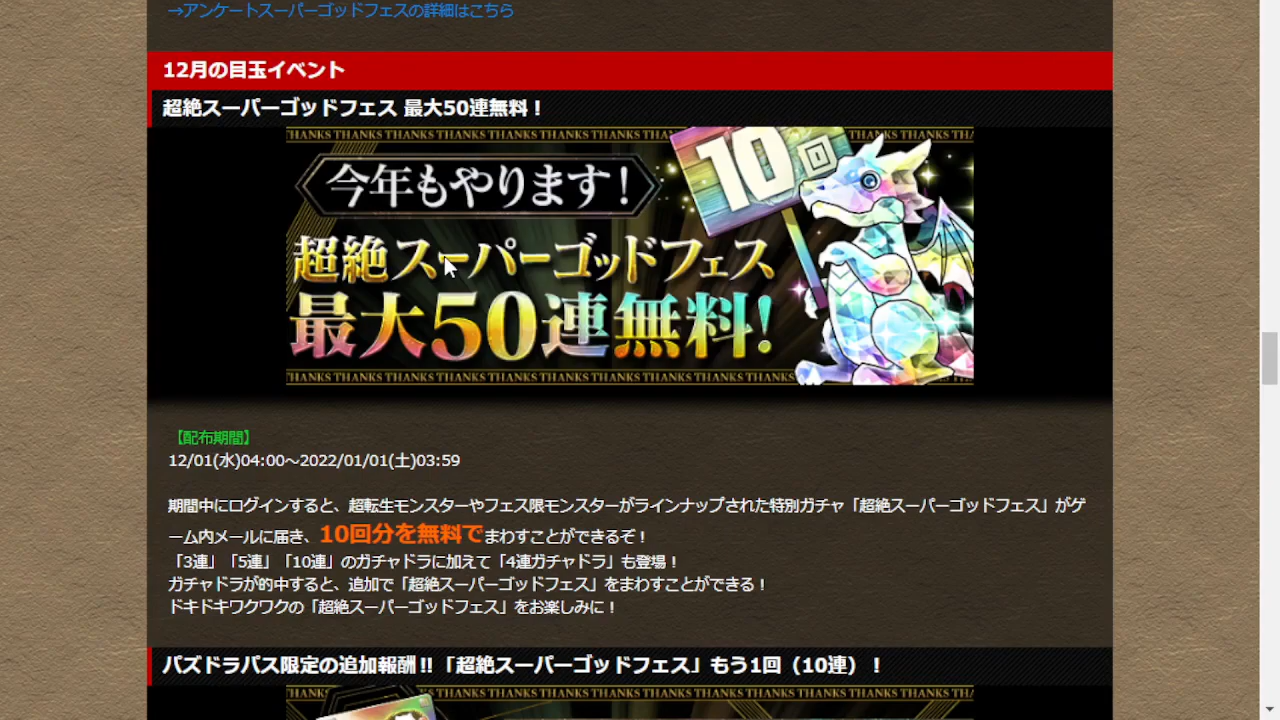 →アンケートスーパーゴッドフェスの詳細はこちら
12月の目玉イベント
超絶スーパーゴッドフェス 最大50連無料！
THANKS THANKS THANKS THANKS THANKS THANKS THANKS THANKS THANKS THANKS THANKS
10回
今年もやります！
超絶スーパーゴッドフェス
最大50連無料！
THANKS THANKS THANKS THANKS THANKS THANKS THANKS THANKS THANKS THANKS
【配布期間】
12/01(水)04:00～2022/01/01(土)03:59
期間中にログインすると、超転生モンスターやフェス限モンスターがラインナップされた特別ガチャ「超絶スーパーゴッドフェス」がゲ
ーム内メールに届き、10回分を無料でまわすことができるぞ！
「3連」「5連」「10連」のガチャドラに加えて「4連ガチャドラ」も登場！
ガチャドラが的中すると、追加で「超絶スーパーゴッドフェス」をまわすことができる！
ドキドキワクワクの「超絶スーパーゴッドフェス」をお楽しみに！
パズドラパス限定の追加報酬!!「超絶スーパーゴッドフェス」もう1回（10連）！
THANKS THANKS THANKS THANKS THANKS THANKS THANKS THANKS